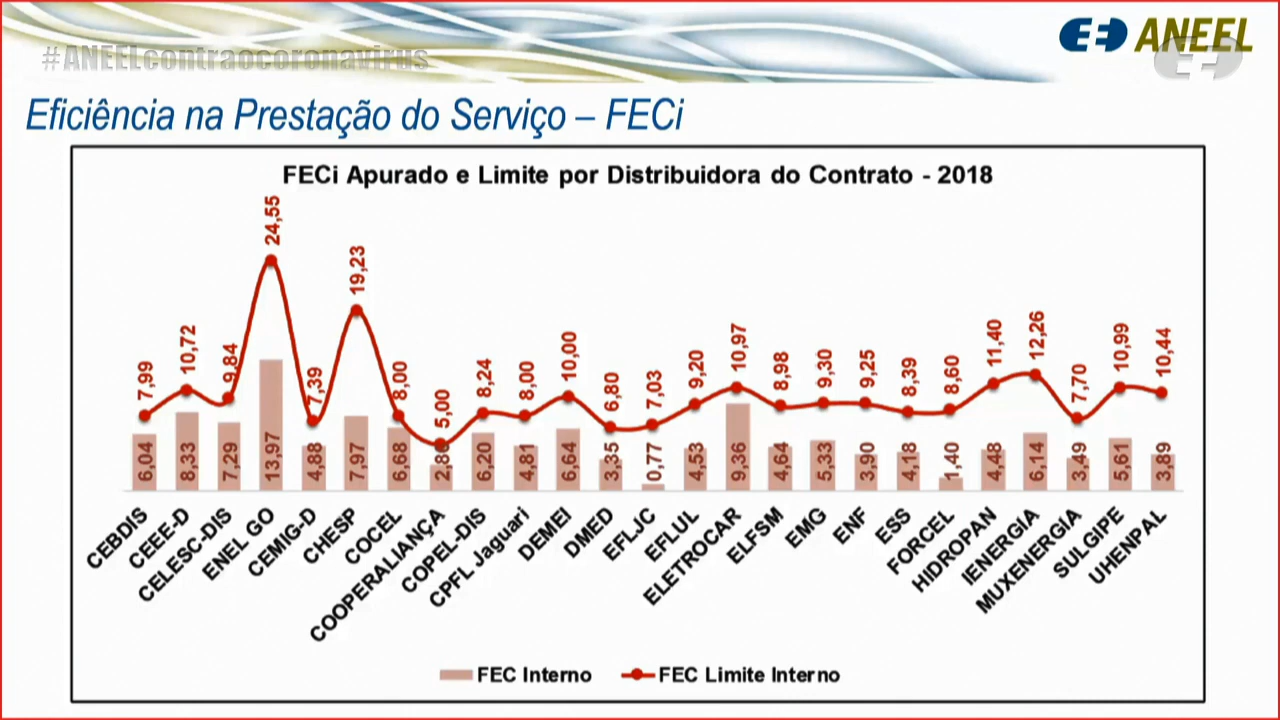 #ANEELcontraocoronavirus
ANEEL
Eficiência na Prestação do Serviço – FECi
FECi Apurado e Limite por Distribuidora do Contrato - 2018
7,99 10,72 9,84 24,55 7,39 19,23 8,00 5,00 8,24 8,00 10,00 6,80 7,03 9,20 10,97 8,98 9,30 9,25 8,39 8,60 11,40 12,26 7,70 10,99 10,44
6,04 8,33 7,29 13,97 4,88 7,97 6,68 6,20 4,81 6,64 3,35 0,77 4,53 9,36 4,64 5,33 3,90 4,18 1,40 4,48 6,14 3,49 5,61 3,89
CEBDIS CEEE-D CELESC-DIS ENEL GO CEMIG-D CHESP COCEL COOPERALIANÇA COPEL-DIS CPFL Jaguari DEMEI DMED EFLJC EFLUL ELETROCAR ELFSM EMG ENF ESS FORCEL HIDROPAN IENERGIA MUXENERGIA SULGIPE UHENPAL
FEC Interno FEC Limite Interno